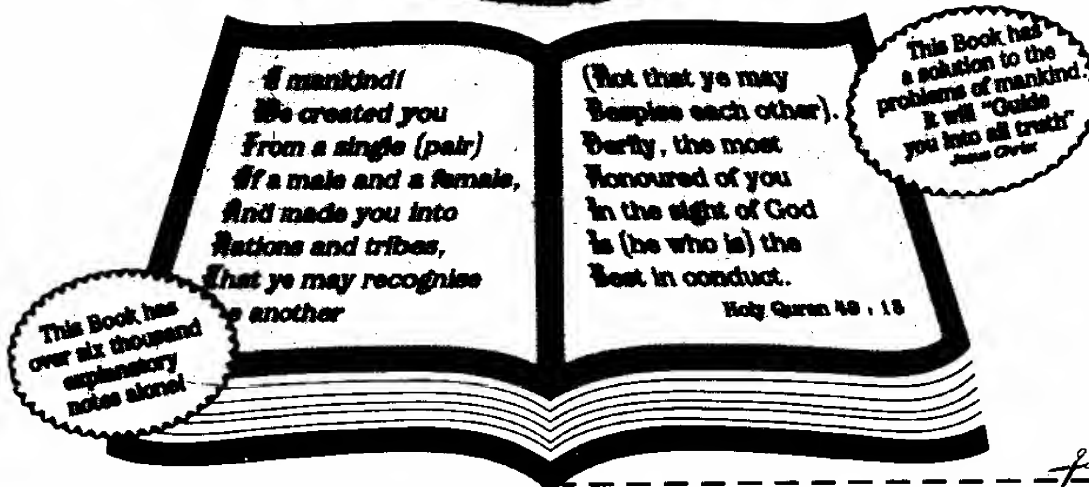 O mankind!
We created you
From a single (pair)
Of a male and a female,
And made you into
Nations and tribes,
That ye may recognise
another
(Not that ye may
Despise each other).
Verily, the most
Honoured of you
In the sight of God
Is (he who is) the
Best in conduct.
Holy Quran 49 : 13
This Book has
a solution to the
problems of mankind.
It will "Guide
you into all truth"
Jesus Christ
This Book has
over six thousand
explanatory
notes alone!